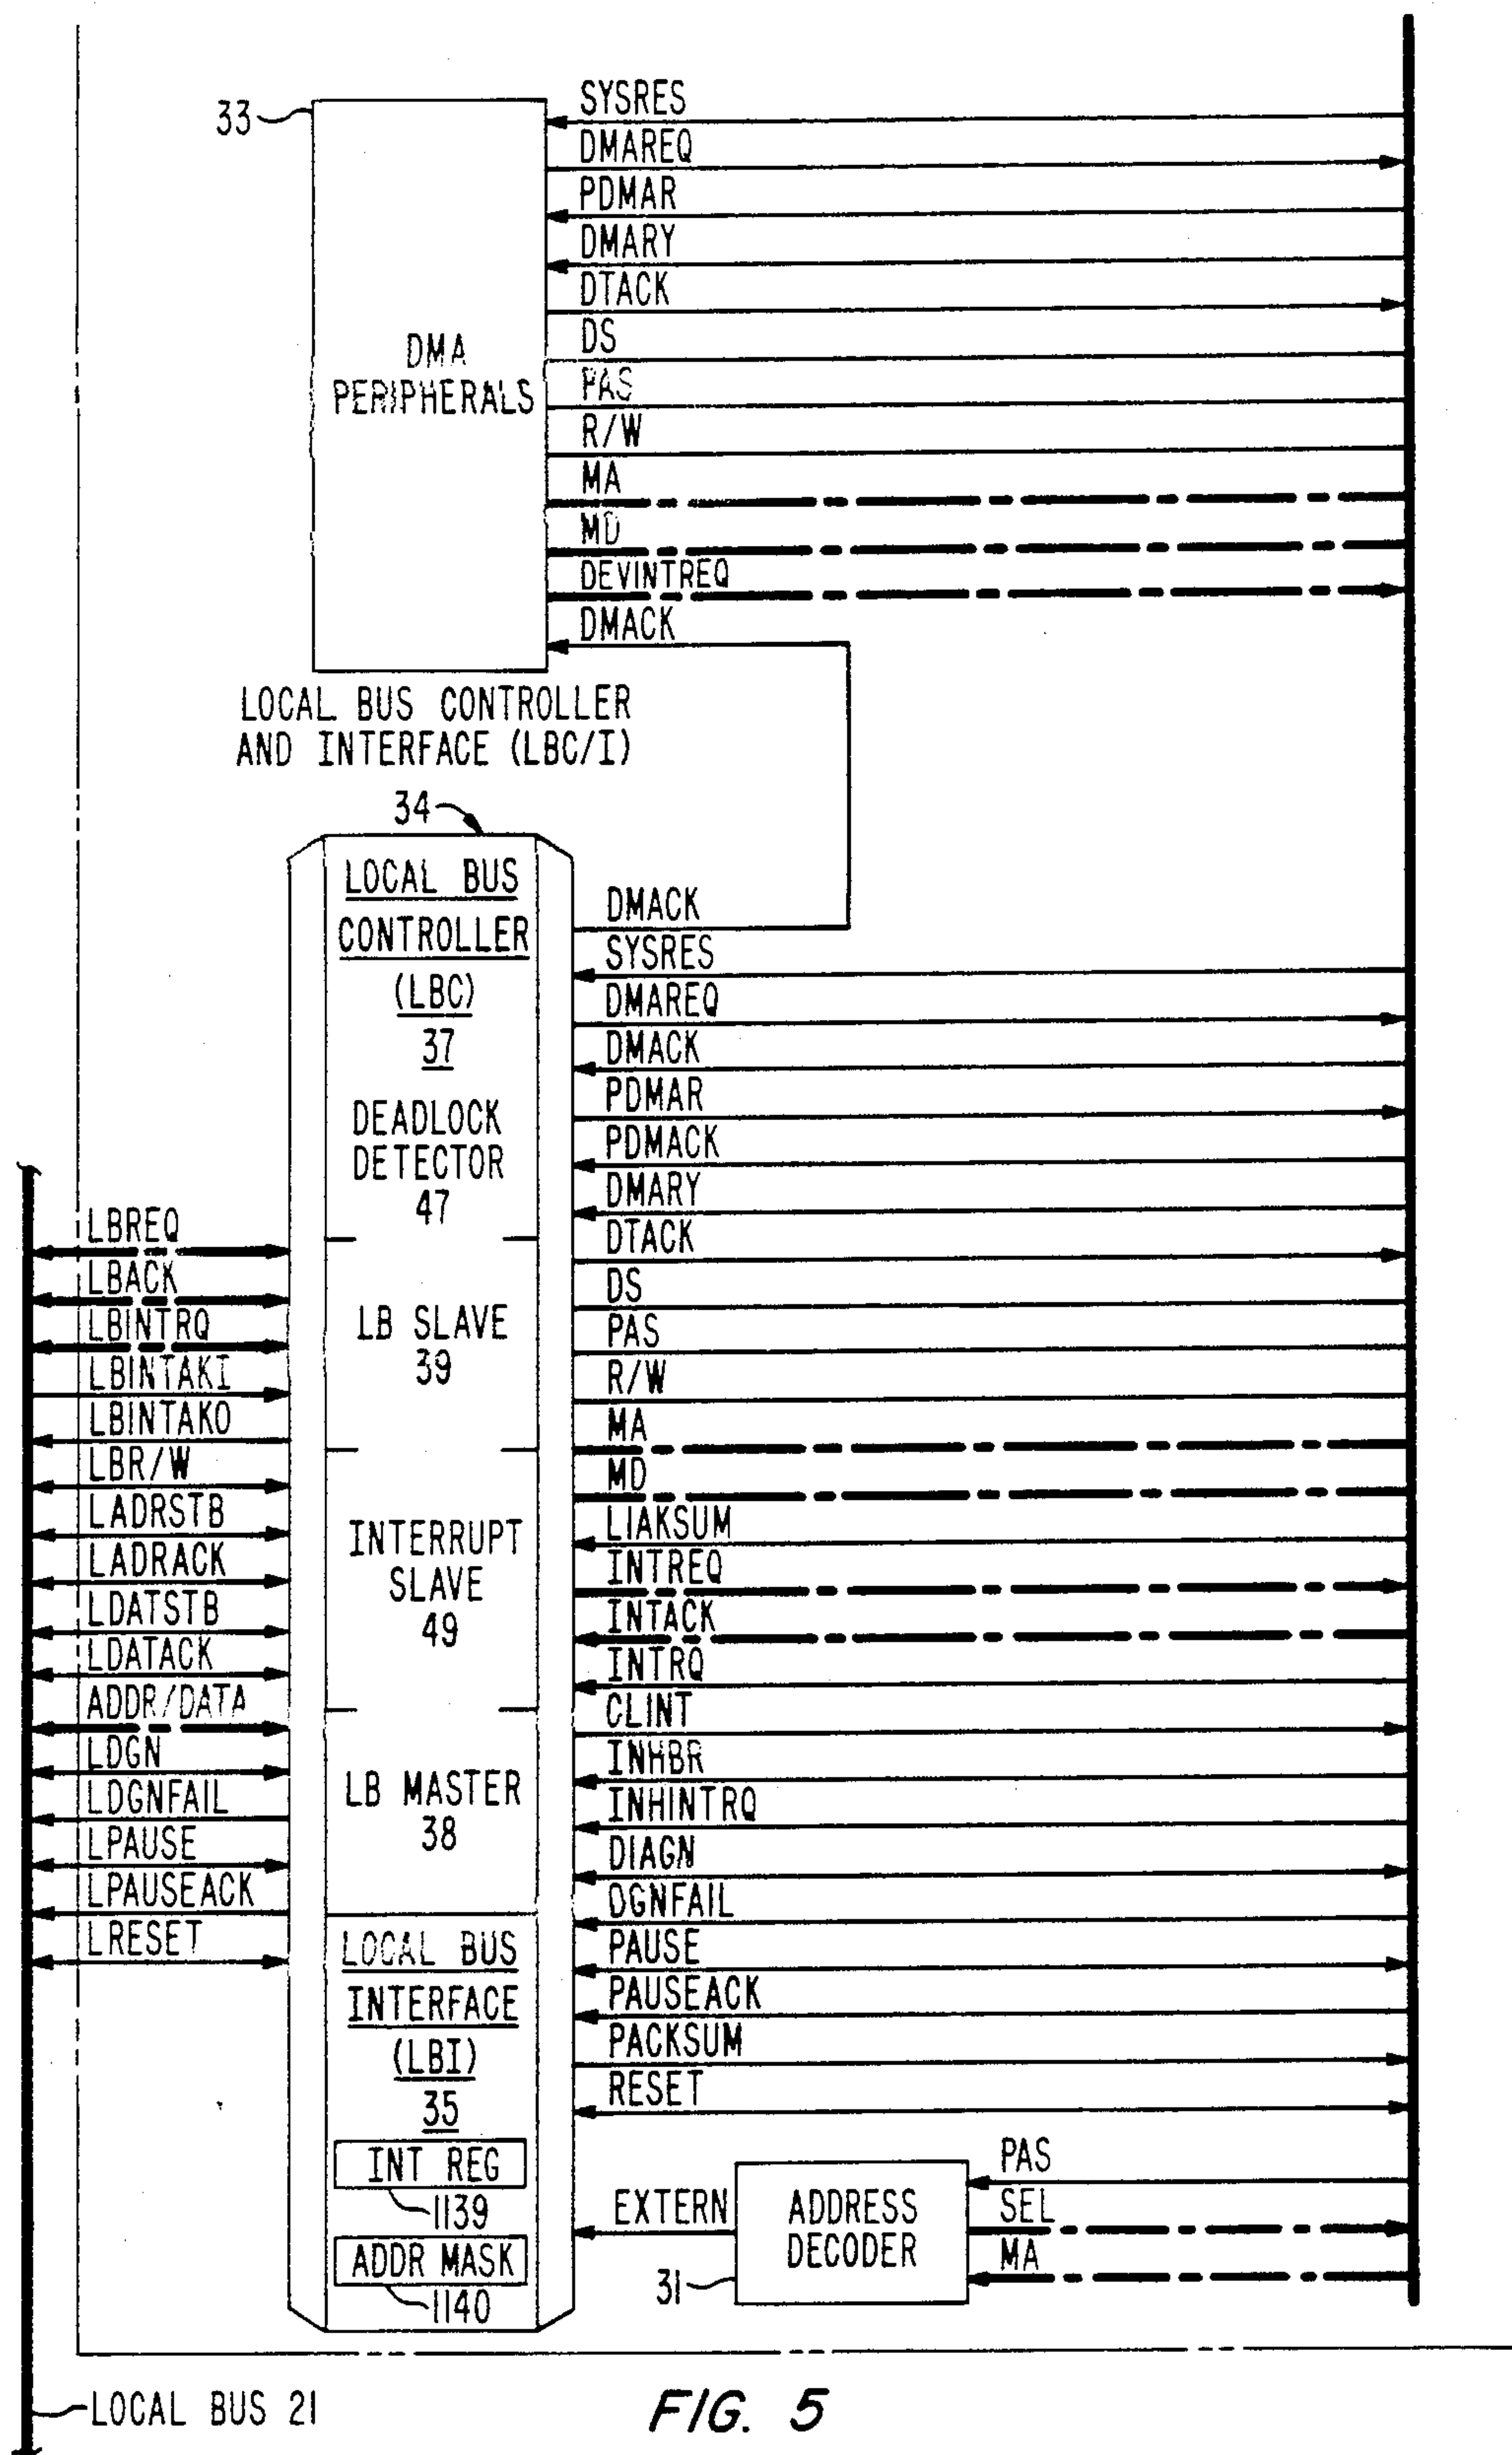 33
SYSRES
DMAREQ
PDMAR
DMARY
DTACK
DS
PAS
R/W
MA
MD
DEVINTREQ
DMACK
DMA
PERIPHERALS
LOCAL BUS CONTROLLER
AND INTERFACE (LBC/I)
34
LOCAL BUS
CONTROLLER
(LBC)
37
DEADLOCK
DETECTOR
47
LB SLAVE
39
INTERRUPT
SLAVE
49
LB MASTER
38
LOCAL BUS
INTERFACE
(LBI)
35
INT REG
1139
ADDR MASK
1140
LBREQ
LBACK
LBINTRQ
LBINTAKI
LBINTAKO
LBR/W
LADRSTB
LADRACK
LDATSTB
LDATACK
ADDR/DATA
LDGN
LDGNFAIL
LPAUSE
LPAUSEACK
LRESET
DMACK
SYSRES
DMAREQ
DMACK
PDMAR
PDMACK
DMARY
DTACK
DS
PAS
R/W
MA
MD
LIAKSUM
INTREQ
INTACK
INTRQ
CLINT
INHBR
INHINTRQ
DIAGN
DGNFAIL
PAUSE
PAUSEACK
PACKSUM
RESET
EXTERN
ADDRESS
DECODER
31
PAS
SEL
MA
LOCAL BUS 21
FIG. 5